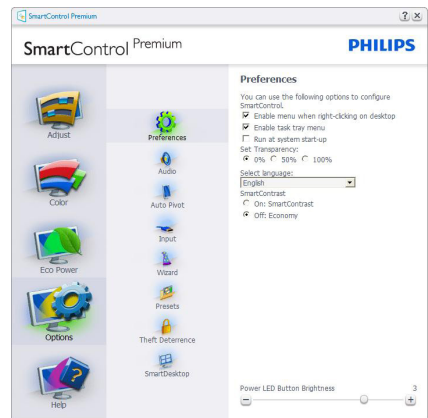 SmartControl Premium
SmartControl Premium
PHILIPS
Adjust
Color
Eco Power
Options
Help
Preferences
Audio
Auto Pivot
Input
Wizard
Presets
Theft Deterrence
SmartDesktop
Preferences
You can use the following options to configure
SmartControl.
Enable menu when right-clicking on desktop
Enable task tray menu
Run at system start-up
Set Transparency:
0% 50% 100%
Select language:
English
SmartContrast
On: SmartContrast
Off: Economy
Power LED Button Brightness 3